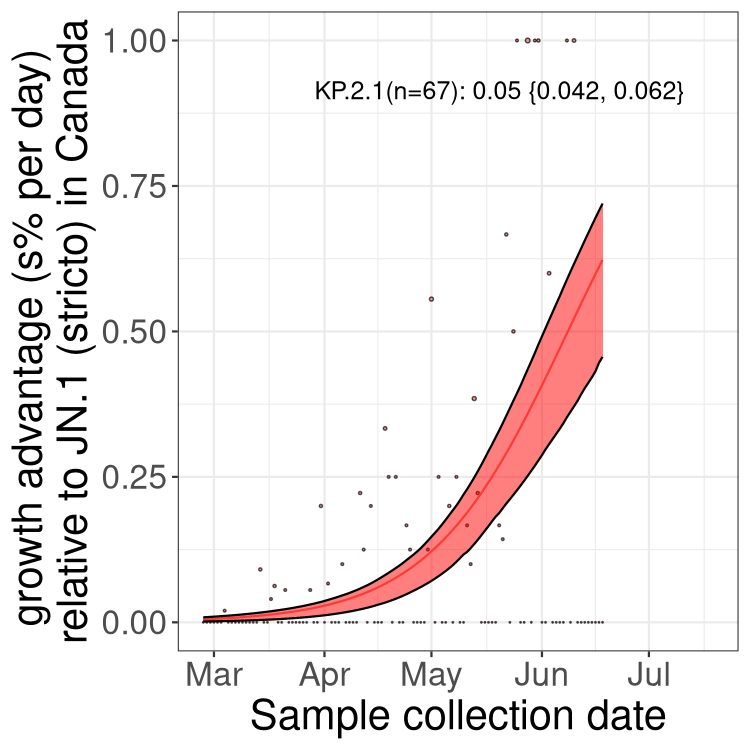 growth advantage (s% per day)
relative to JN.1 (stricto) in Canada
1.00
0.75
0.50
0.25
0.00
KP.2.1(n=67): 0.05 {0.042, 0.062}
Mar Apr May Jun Jul
Sample collection date